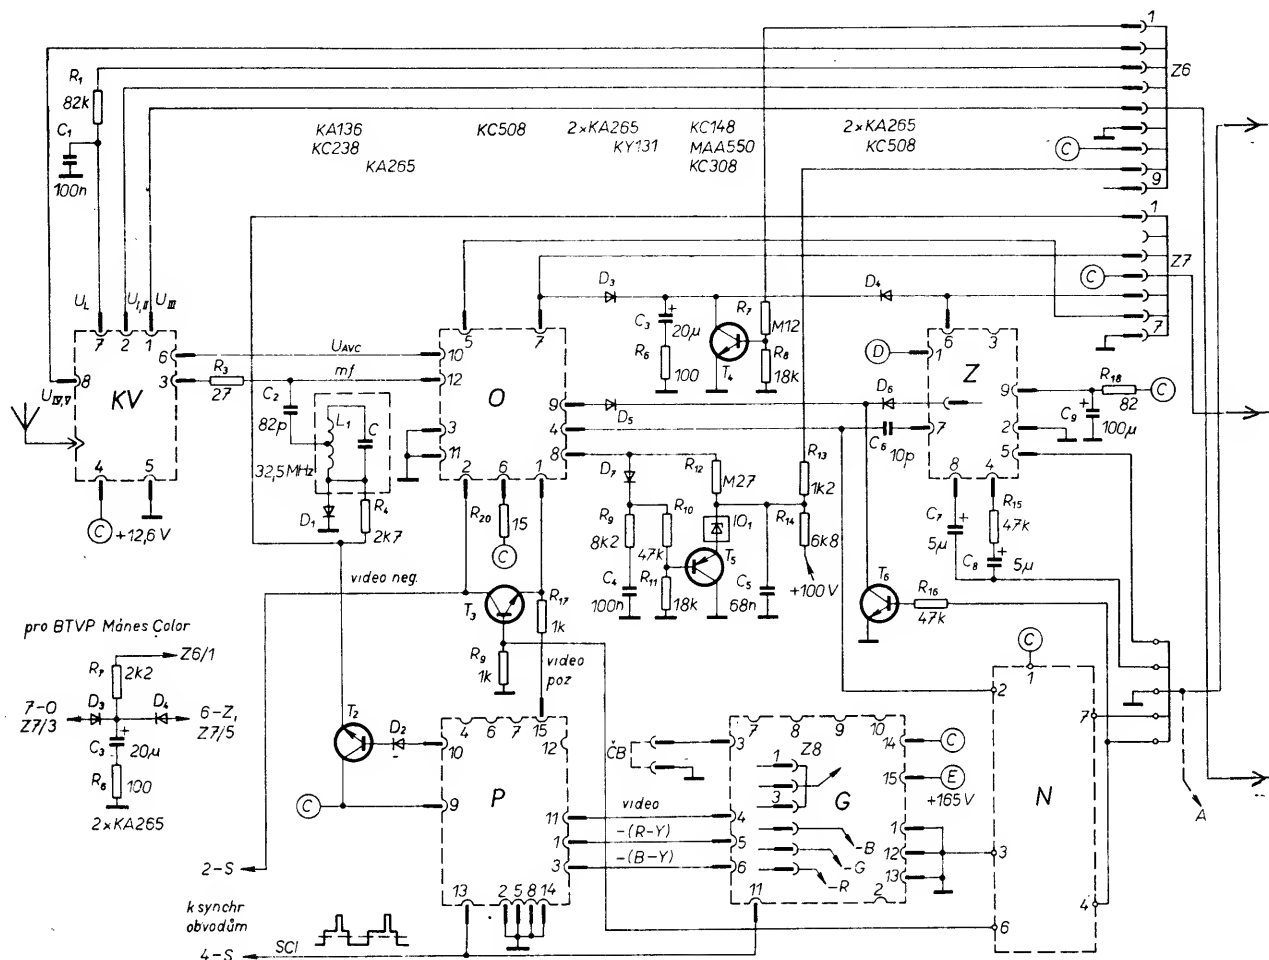 1
R1
82k
Z6
C1
100n
KA136 KC508 2×KA265 KC148 2×KA265
KC238 KY131 MAA550 KC508
KA265 KC308
C
9
1
Z7
C
7
UL UI,II UIII
D3 D4
7 2 1
5 7
C3 + 20µ
R7 M12
6 3
D 1
6 UAVC 10
R3
3 mf 12
27
8 KV O Z
UIV,V
R6
100
T4
R8
18k
9
R18
82
C
C9 + 100µ
C2
82p
L1 C
9
D5
D6
3
4
C6
10p
7
2
11
8
5
32,5MHz
4 5
2 6 1
D7
R12
M27
R13
1k2
8 4
C +12,6V
D1
R4
2k7
R20
15
C
R9
8k2
R10
47k
IO1
R14
6k8
C7 +
5µ
R15
47k
C8 + 5µ
T5
R11
18k
C4
100n
C5
68n
+100V
T6
R16
47k
video neg.
T3
R17
1k
R9
1k
video
poz
C
1
pro BTVP Mánes Color
Z6/1
R7
2k2
7-O D3 D4 6-Z,
Z7/3 Z7/5
C3 + 20µ
R6
100
2×KA265
2
7
N
T2
D2
10
4 6 7 15
12
P
C
9
11 video 4
1 -(R-Y) 5
3 -(B-Y) 6
13 2 5 8 14
ČB
3
7 8 9 10
Z8
1
3
G
14 C
15 E
+165V
1
12
13
-B
-G
-R
11 2
3
4
6
A
2-S
k synchr
obvodům
4-S SCI